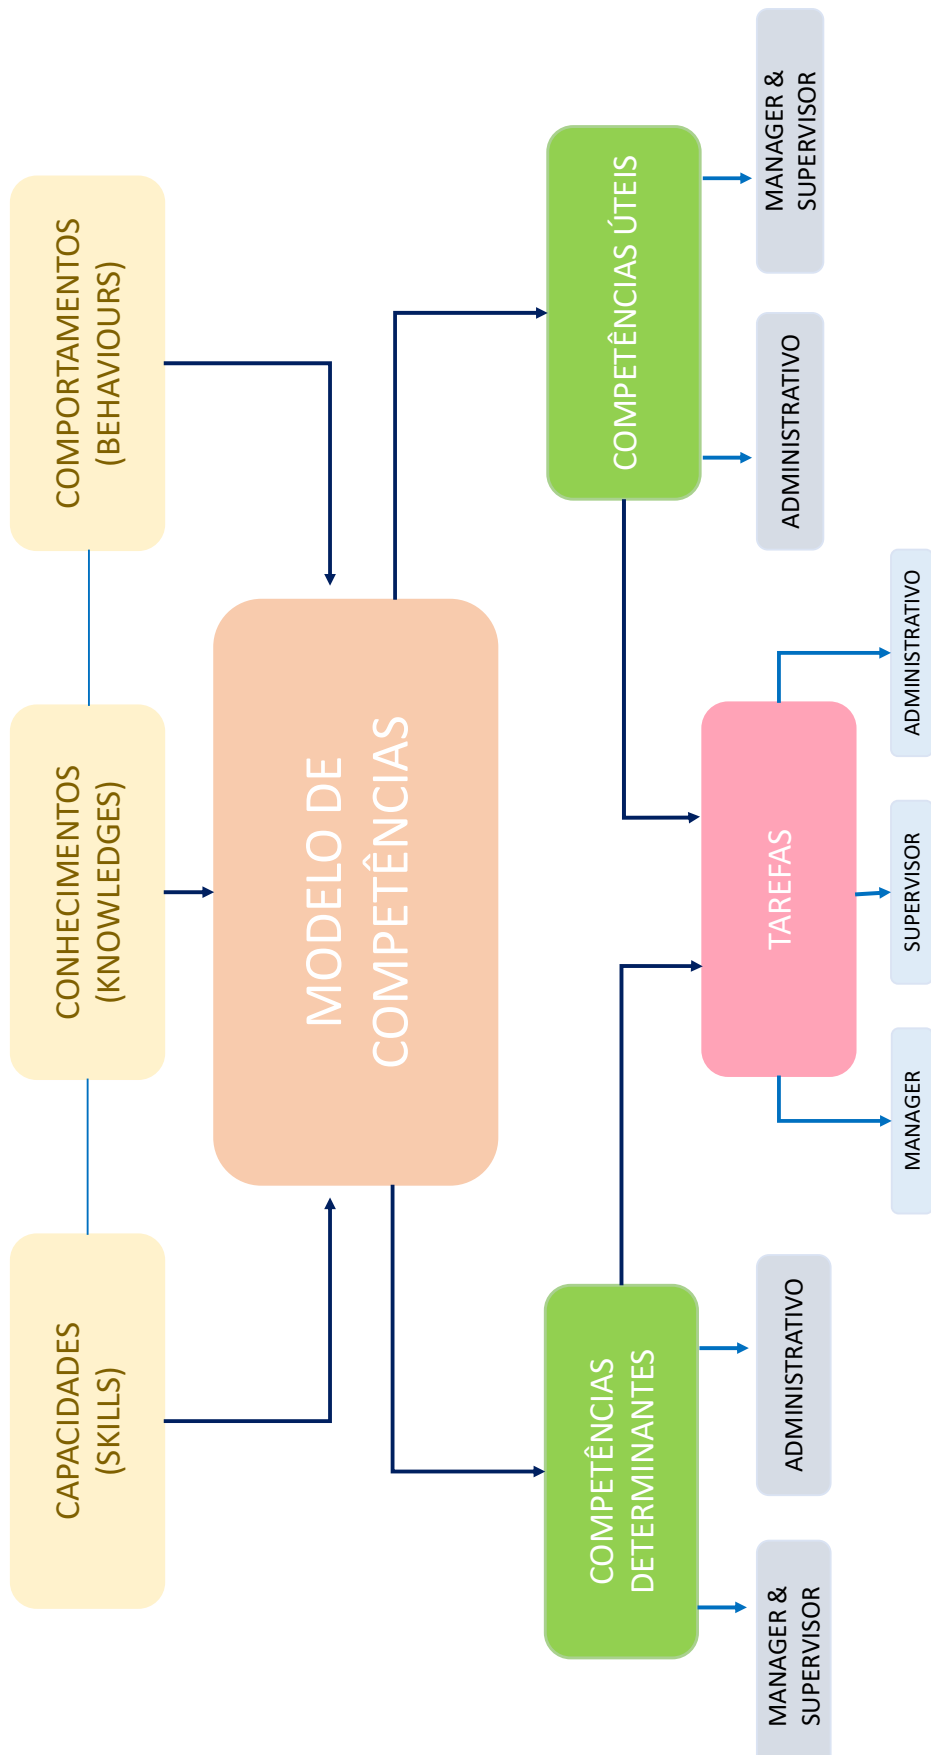 CAPACIDADES
(SKILLS)
CONHECIMENTOS
(KNOWLEDGES)
COMPORTAMENTOS
(BEHAVIOURS)
MODELO DE
COMPETÊNCIAS
COMPETÊNCIAS
DETERMINANTES
COMPETÊNCIAS ÚTEIS
TAREFAS
MANAGER &
SUPERVISOR
ADMINISTRATIVO
ADMINISTRATIVO
MANAGER &
SUPERVISOR
MANAGER
SUPERVISOR
ADMINISTRATIVO